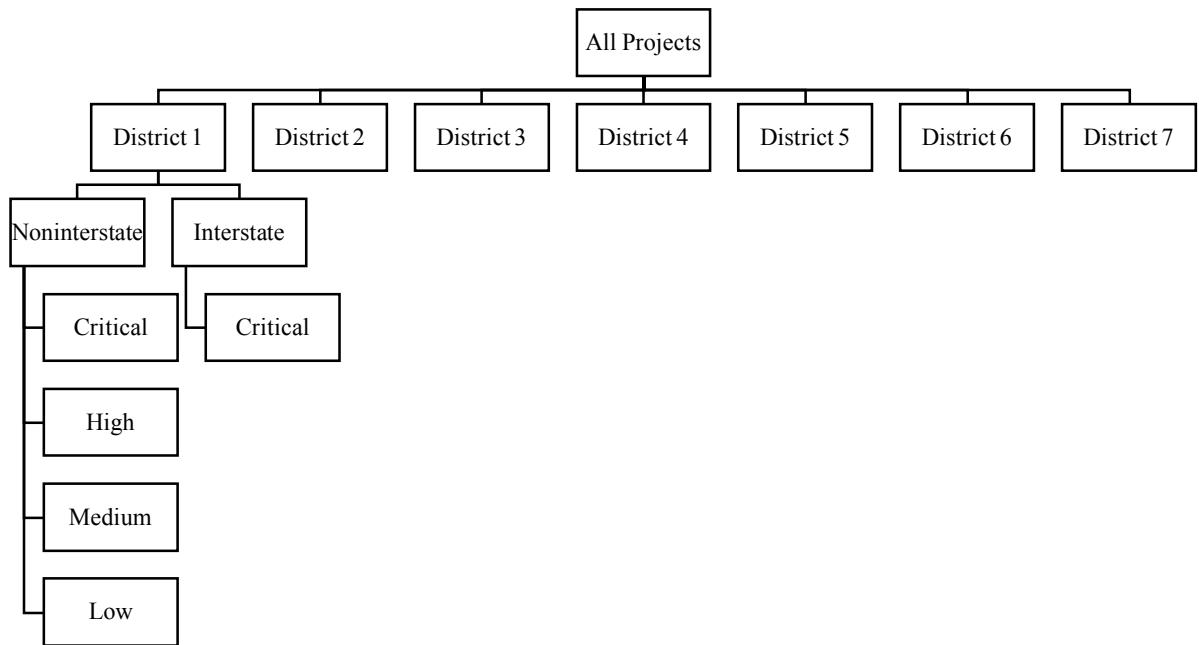 All Projects
District 1
District 2
District 3
District 4
District 5
District 6
District 7
Noninterstate
Interstate
Critical
Critical
High
Medium
Low